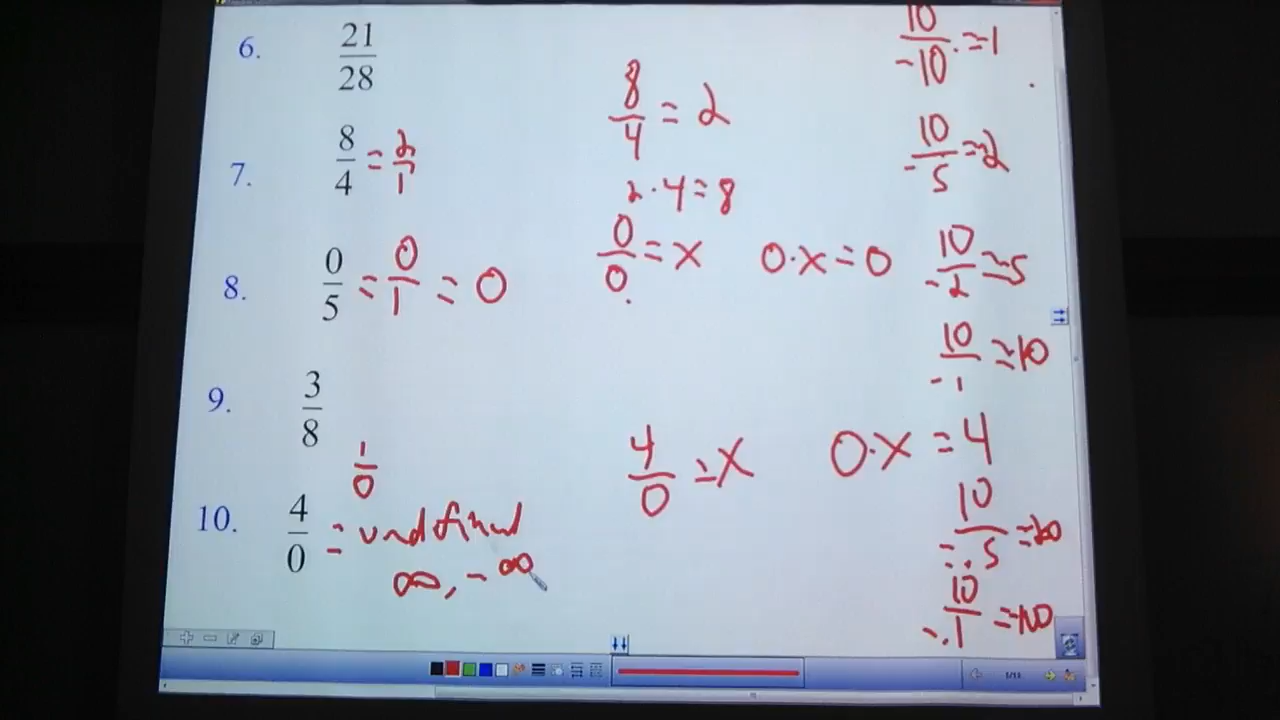 6. 21/28
7. 8/4 = 2/1
8. 0/5 = 0/1 = 0
9. 3/8
1/0
10. 4/0 = undefined
∞, -∞
8/4 = 2
2·4=8
0/0 = x 0·x=0
4/0 = x 0·x=4
10/-10 = -1
10/-5 = -2
10/-2 = -5
10/-1 = -10
10/-.5 = -20
10/-.1 = -100